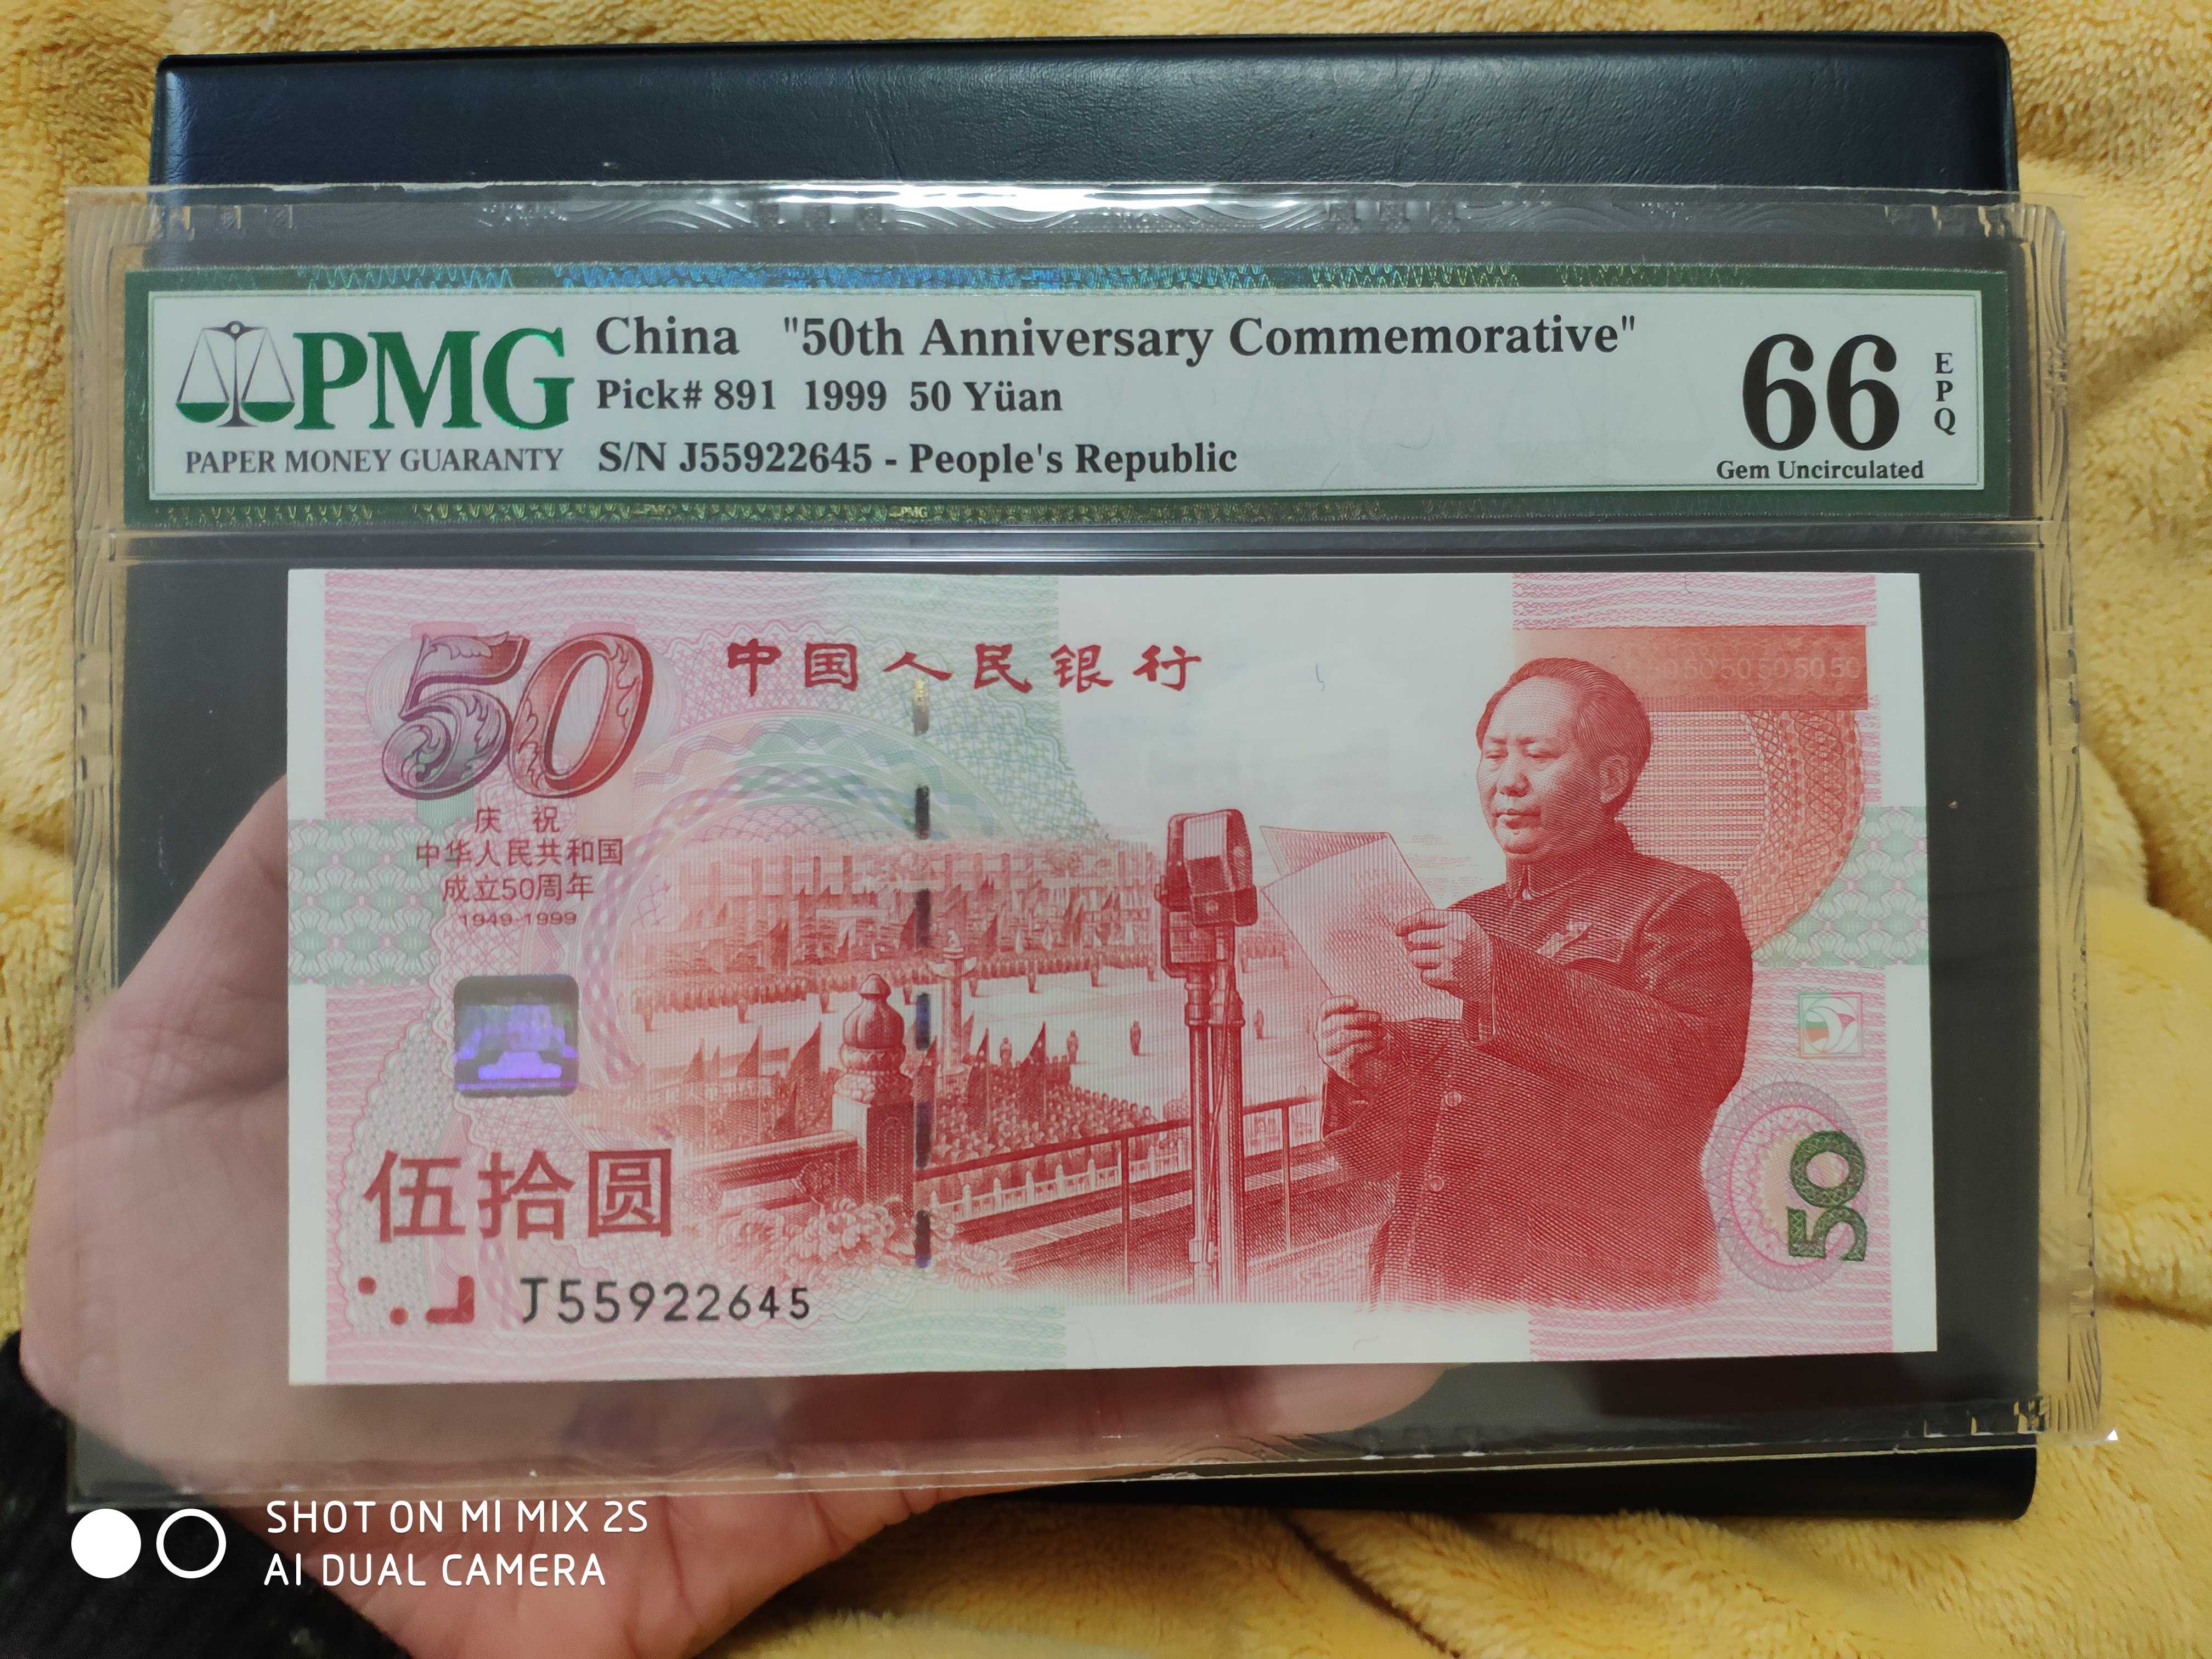 PMG
PAPER MONEY GUARANTY
China "50th Anniversary Commemorative"
Pick# 891 1999 50 Yüan
S/N J55922645 - People's Republic
66
EPQ
Gem Uncirculated
50
中国人民银行
庆祝
中华人民共和国
成立50周年
1949-1999
伍拾圆
J55922645
50
SHOT ON MI MIX 2S
AI DUAL CAMERA